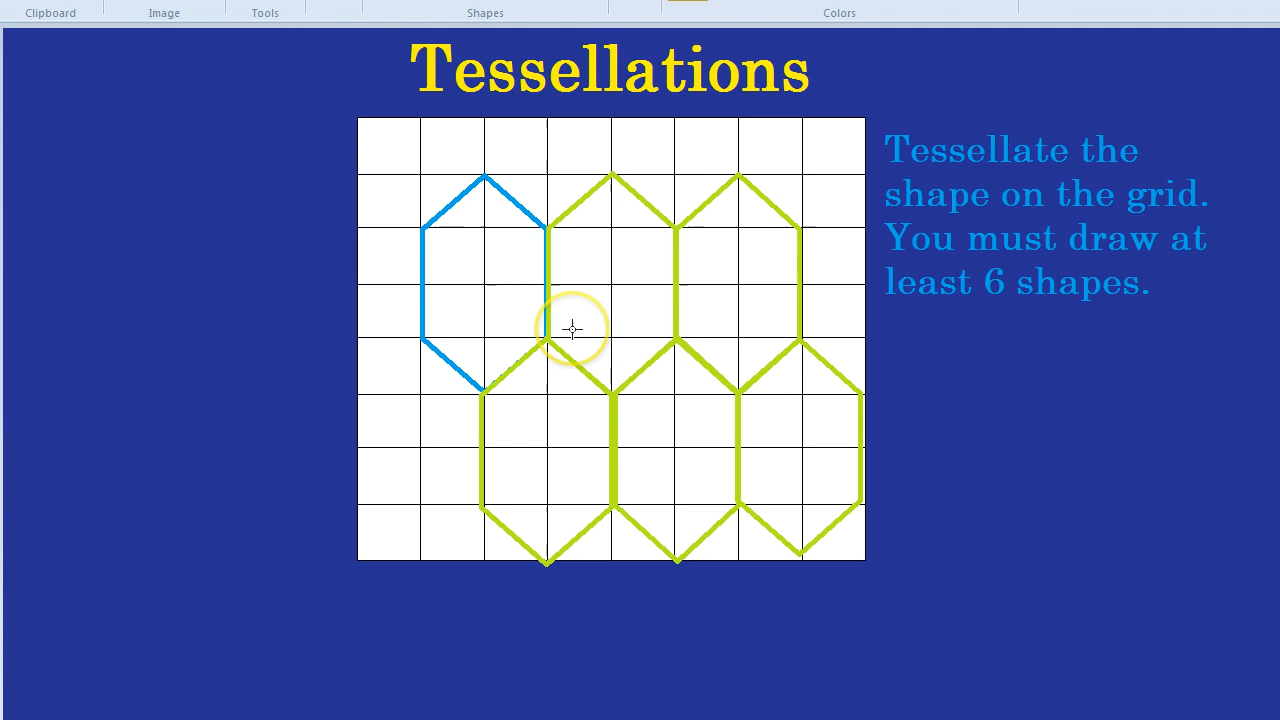 Clipboard
Image
Tools
Shapes
Colors
Tessellations
Tessellate the
shape on the grid.
You must draw at
least 6 shapes.